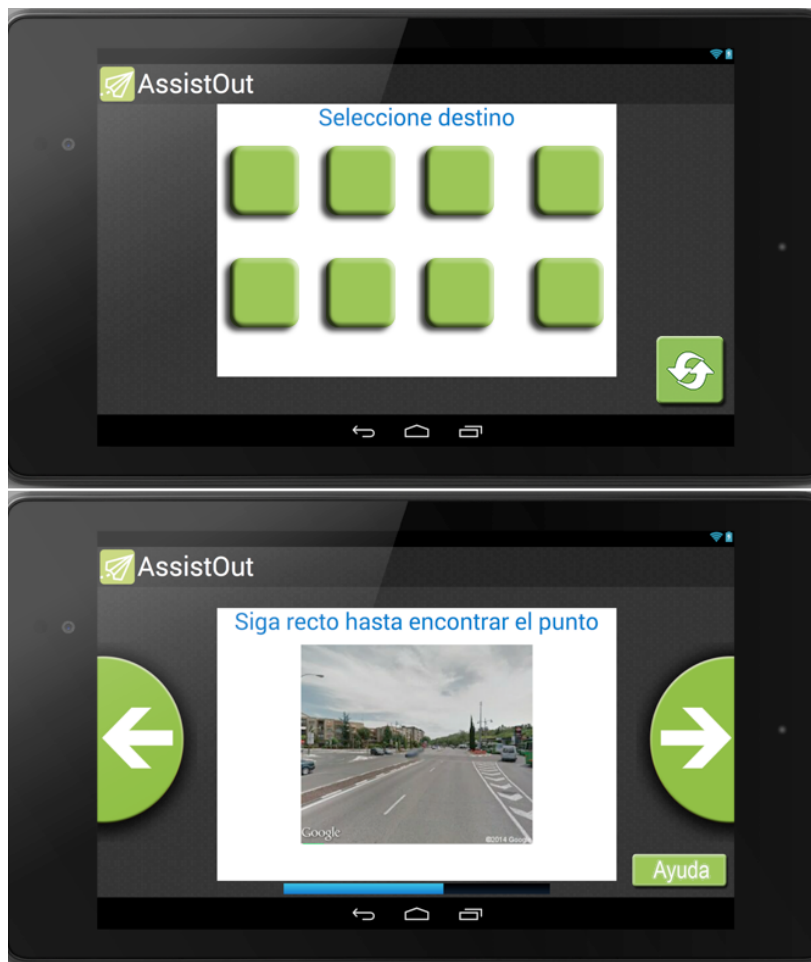 AssistOut
Seleccione destino
AssistOut
Siga recto hasta encontrar el punto
Google
©2014 Google
Ayuda